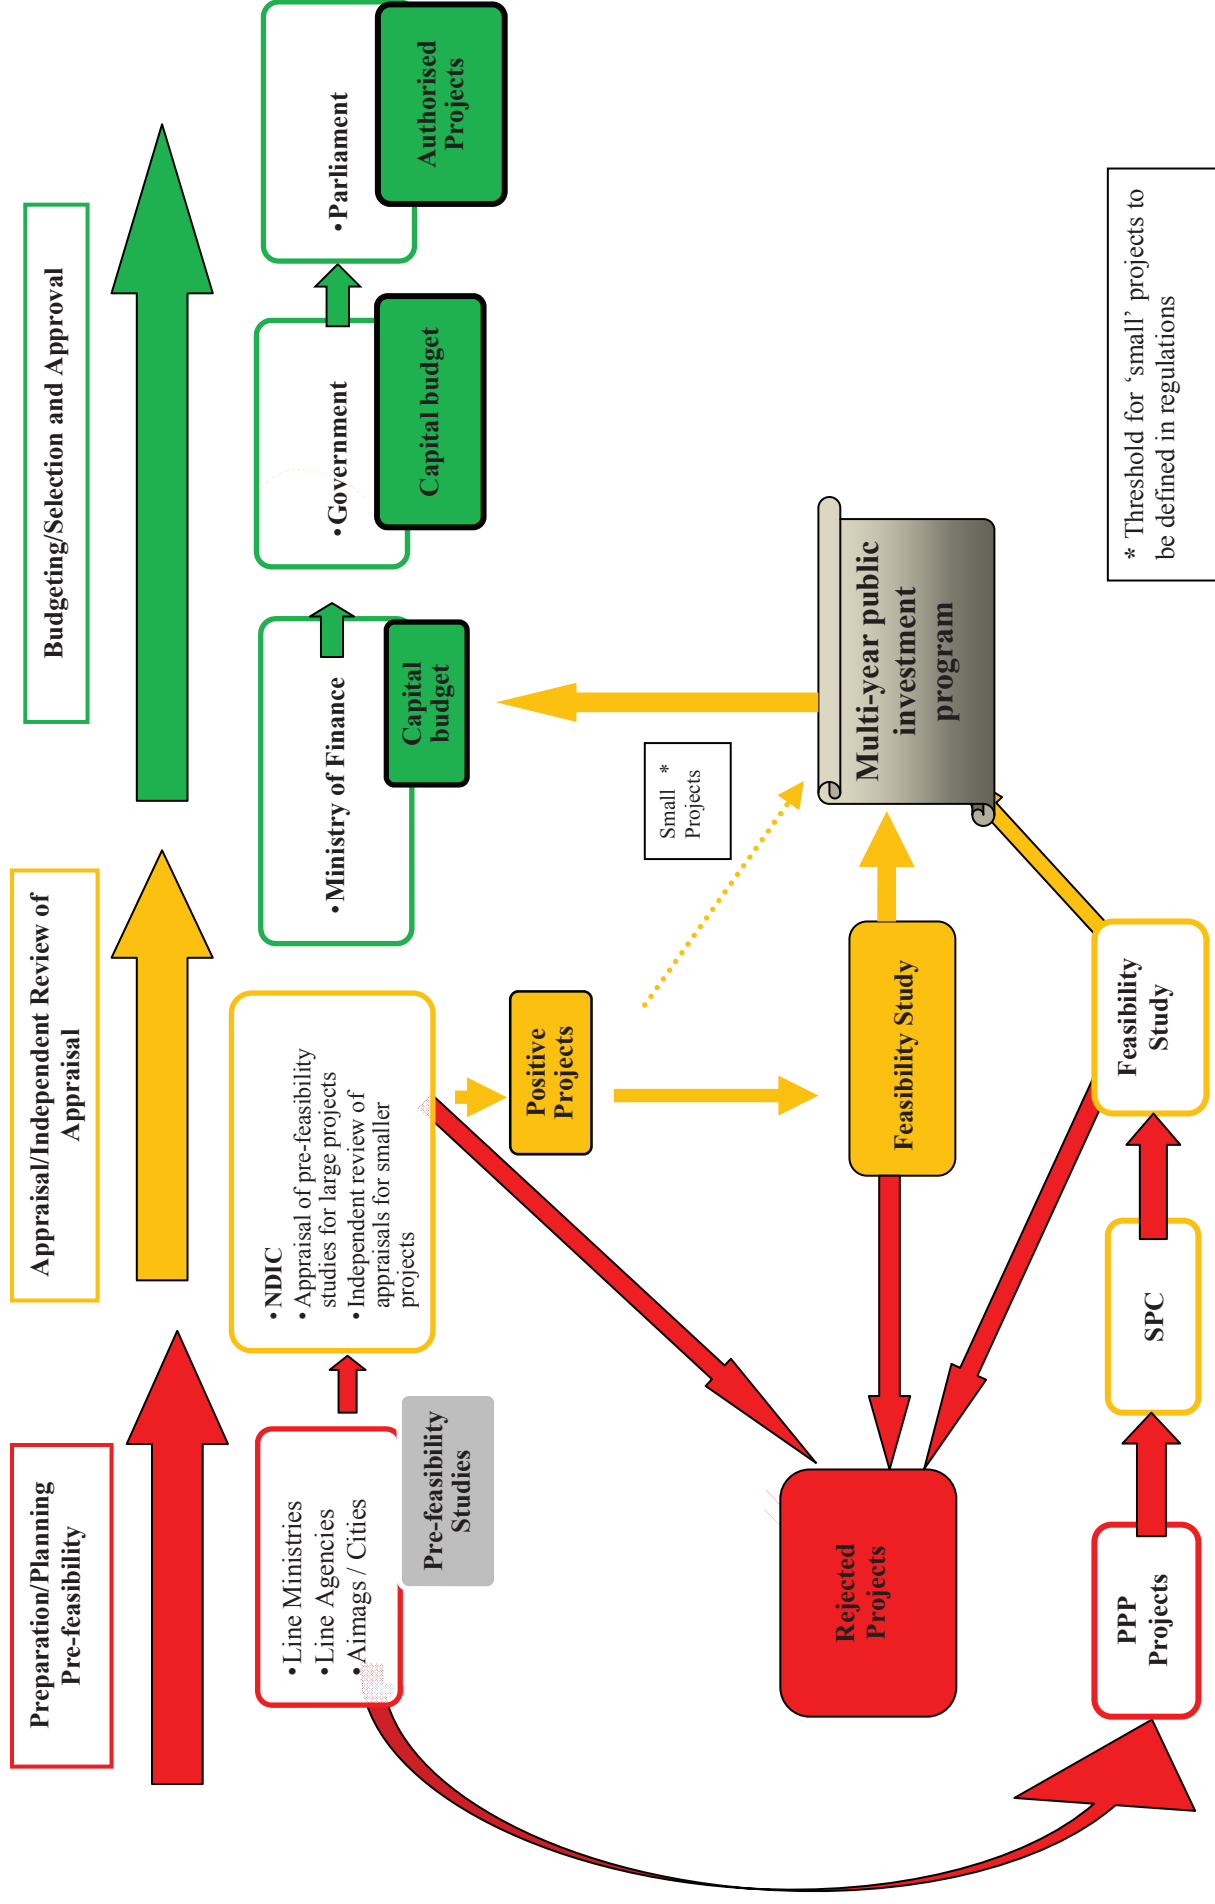 Preparation/Planning
Pre-feasibility
Appraisal/Independent Review of
Appraisal
Budgeting/Selection and Approval
•Line Ministries
•Line Agencies
•Aimags / Cities
Pre-feasibility
Studies
•NDIC
•Appraisal of pre-feasibility
studies for large projects
•Independent review of
appraisals for smaller
projects
•Ministry of Finance
Capital
budget
•Government
Capital budget
•Parliament
Authorised
Projects
Positive
Projects
Small *
Projects
Rejected
Projects
Feasibility Study
Multi-year public
investment
program
PPP
Projects
SPC
Feasibility
Study
* Threshold for ‘small’ projects to
be defined in regulations